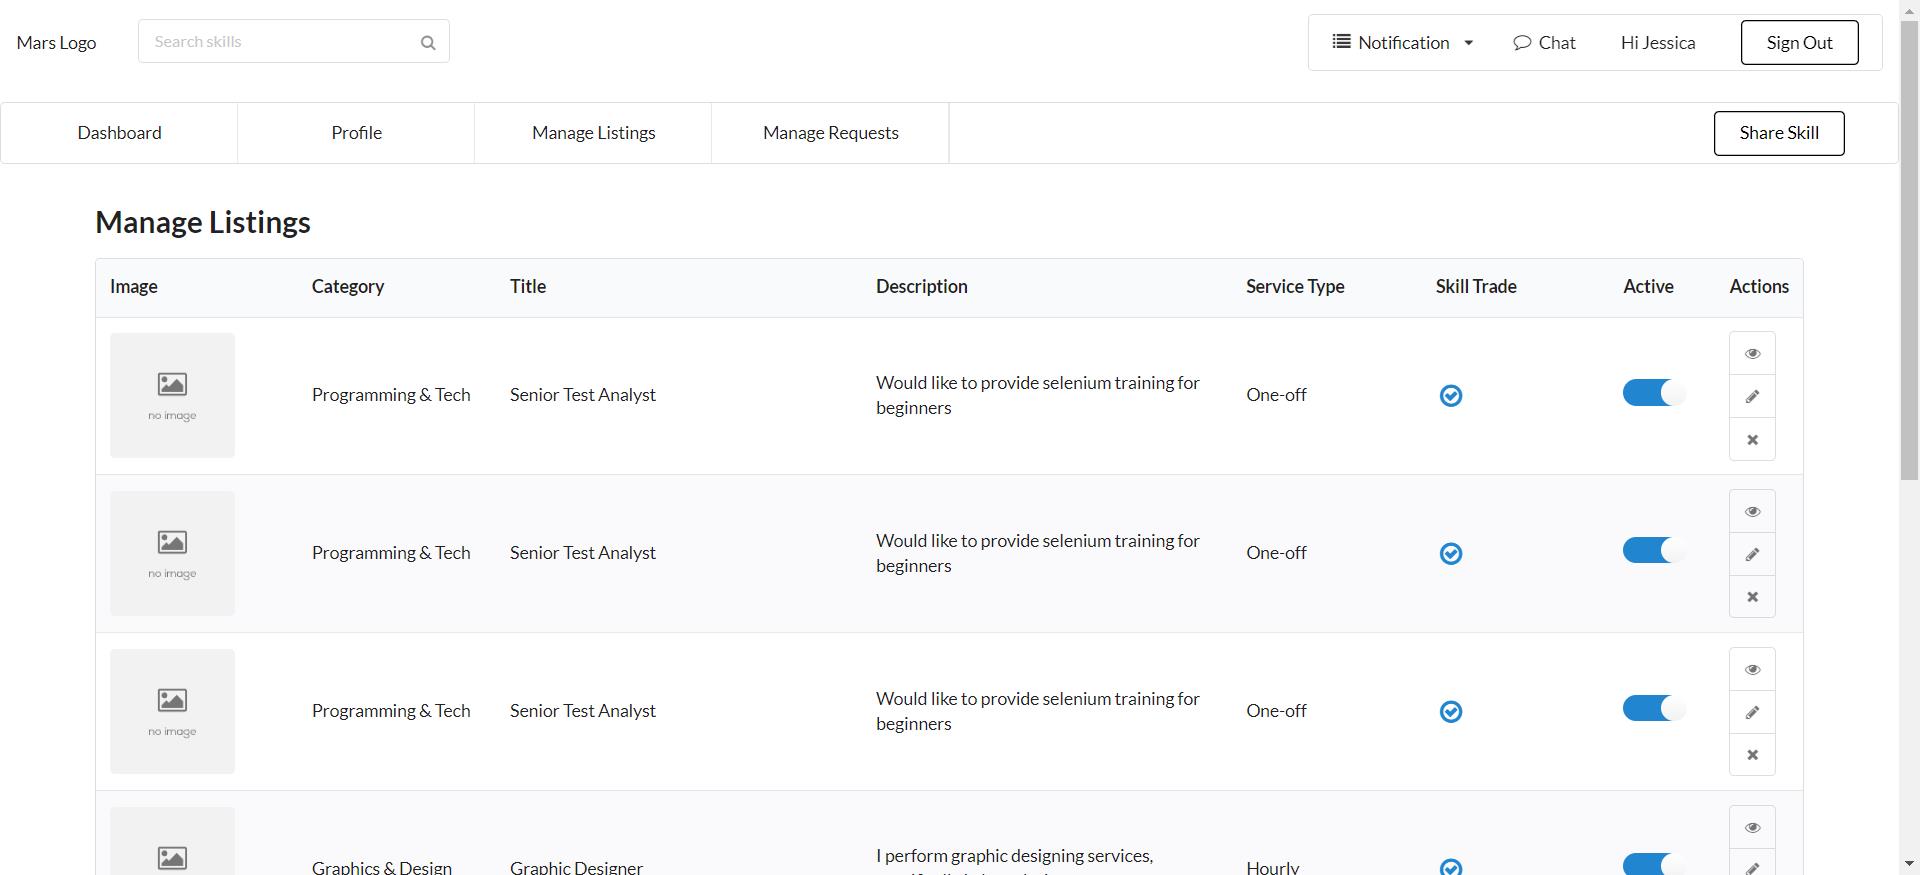 Mars Logo
Search skills
Notification
Chat
Hi Jessica
Sign Out
Dashboard
Profile
Manage Listings
Manage Requests
Share Skill
Manage Listings
Image Category Title Description Service Type Skill Trade Active Actions
no image
Programming & Tech
Senior Test Analyst
Would like to provide selenium training for
beginners
One-off
no image
Programming & Tech
Senior Test Analyst
Would like to provide selenium training for
beginners
One-off
no image
Programming & Tech
Senior Test Analyst
Would like to provide selenium training for
beginners
One-off
Graphics & Design
Graphic Designer
I perform graphic designing services,
Hourly